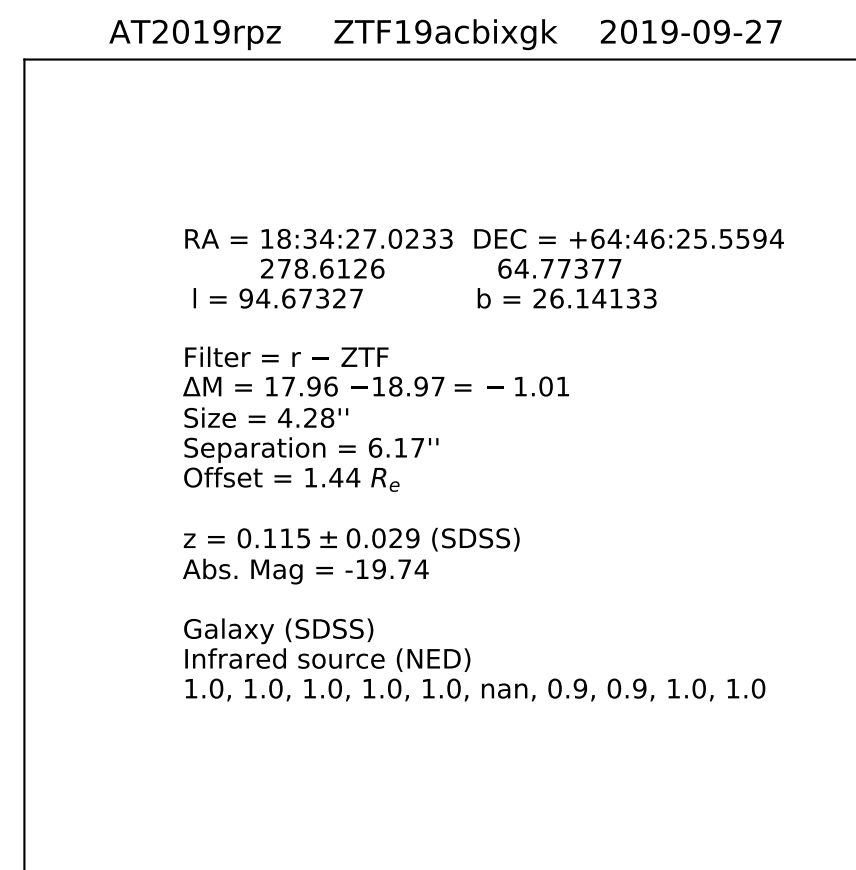 AT2019rpz ZTF19acbixgk 2019-09-27
RA = 18:34:27.0233 DEC = +64:46:25.5594
278.6126 64.77377
l = 94.67327 b = 26.14133
Filter = r − ZTF
ΔM = 17.96 −18.97 = − 1.01
Size = 4.28''
Separation = 6.17''
Offset = 1.44 Re
z = 0.115 ± 0.029 (SDSS)
Abs. Mag = -19.74
Galaxy (SDSS)
Infrared source (NED)
1.0, 1.0, 1.0, 1.0, 1.0, nan, 0.9, 0.9, 1.0, 1.0